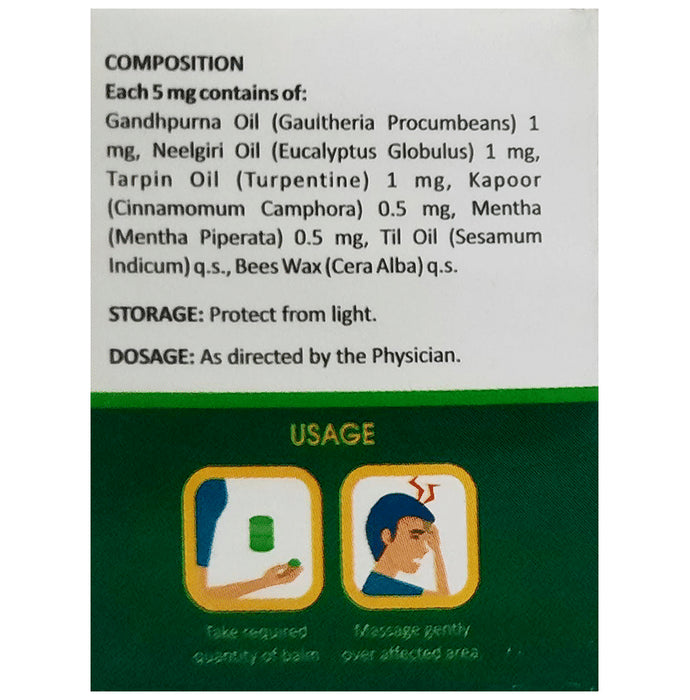 COMPOSITION
Each 5 mg contains of:
Gandhpurna Oil (Gaultheria Procumbeans) 1
mg, Neelgiri Oil (Eucalyptus Globulus) 1 mg,
Tarpin Oil (Turpentine) 1 mg, Kapoor
(Cinnamomum Camphora) 0.5 mg, Mentha
(Mentha Piperata) 0.5 mg, Til Oil (Sesamum
Indicum) q.s., Bees Wax (Cera Alba) q.s.
STORAGE: Protect from light.
DOSAGE: As directed by the Physician.
USAGE
Take required
quantity of balm
Massage gently
over affected area